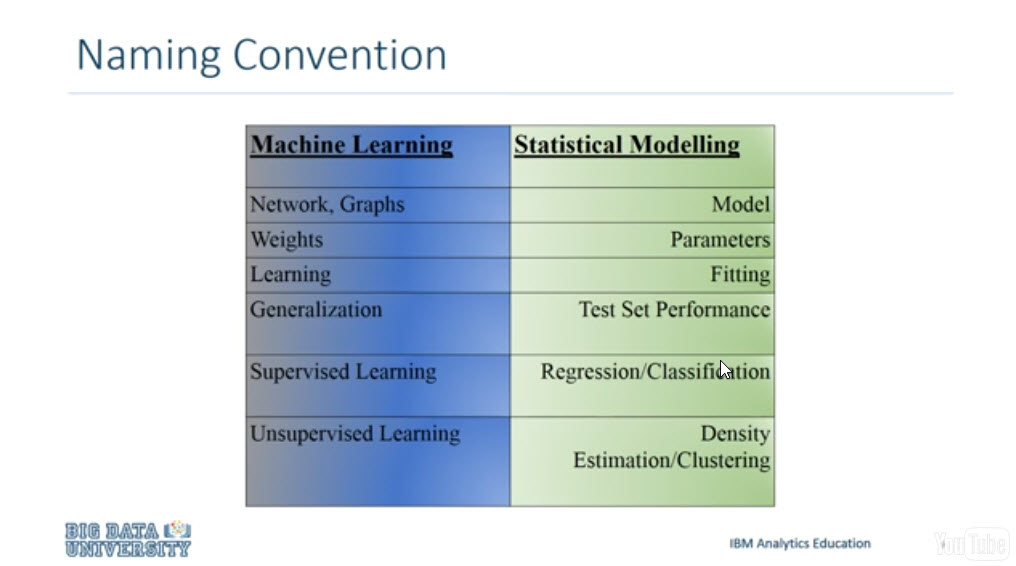 Naming Convention
Machine Learning Statistical Modelling
Network, Graphs Model
Weights Parameters
Learning Fitting
Generalization Test Set Performance
Supervised Learning Regression/Classification
Unsupervised Learning Density
Estimation/Clustering
BIG DATA
UNIVERSITY
IBM Analytics Education
YouTube